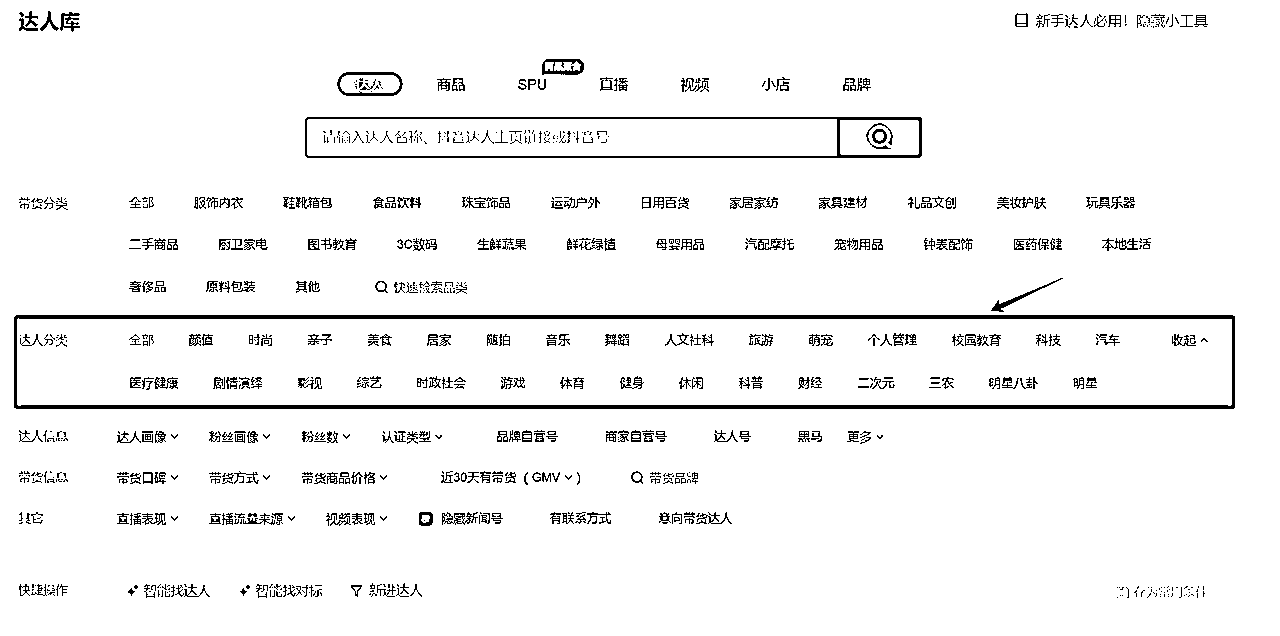 达人库
新手达人必用！隐藏小工具
达人 商品 SPU 直播 视频 小店 品牌
请输入达人名称、抖音达人主页链接或抖音号
带货分类 全部 服饰内衣 鞋靴箱包 食品饮料 珠宝饰品 运动户外 日用百货 家居家纺 家具建材 礼品文创 美妆护肤 玩具乐器
二手商品 厨卫家电 图书教育 3C数码 生鲜蔬果 鲜花绿植 母婴用品 汽配摩托 宠物用品 钟表配饰 医药保健 本地生活
奢侈品 原料包装 其他 快速检索品类
达人分类 全部 颜值 时尚 亲子 美食 居家 随拍 音乐 舞蹈 人文社科 旅游 萌宠 个人管理 校园教育 科技 汽车 收起
医疗健康 剧情演绎 影视 综艺 时政社会 游戏 体育 健身 休闲 科普 财经 二次元 三农 明星八卦 明星
达人信息 达人画像 粉丝画像 粉丝数 认证类型 品牌自营号 商家自营号 达人号 黑马 更多
带货信息 带货口碑 带货方式 带货商品价格 近30天有带货（GMV） 带货品牌
其它 直播表现 直播流量来源 视频表现 隐藏新闻号 有联系方式 意向带货达人
快捷操作 智能找达人 智能找对标 新进达人 存为常用条件